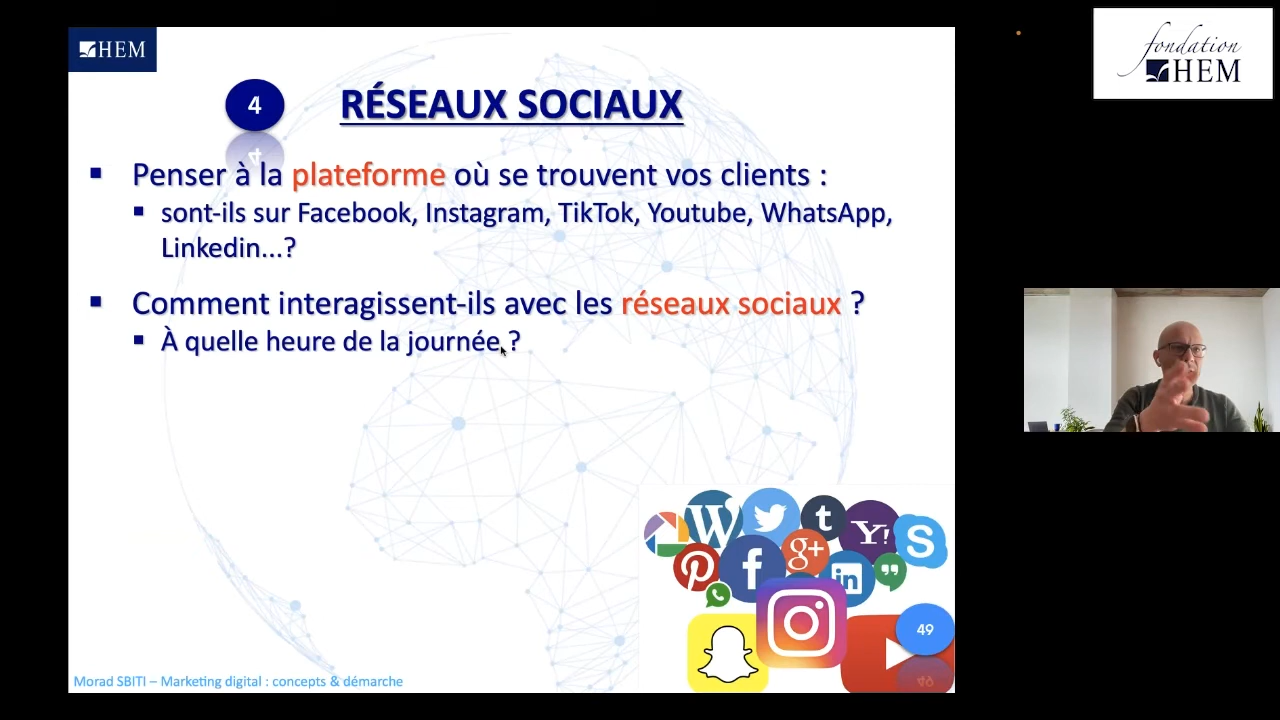 HEM
fondation
HEM
4
RÉSEAUX SOCIAUX
▪ Penser à la plateforme où se trouvent vos clients :
▪ sont-ils sur Facebook, Instagram, TikTok, Youtube, WhatsApp,
Linkedin...?
▪ Comment interagissent-ils avec les réseaux sociaux ?
▪ À quelle heure de la journée ?
W
t
Y!
S
g+
f
in
49
Morad SBITI – Marketing digital : concepts & démarche